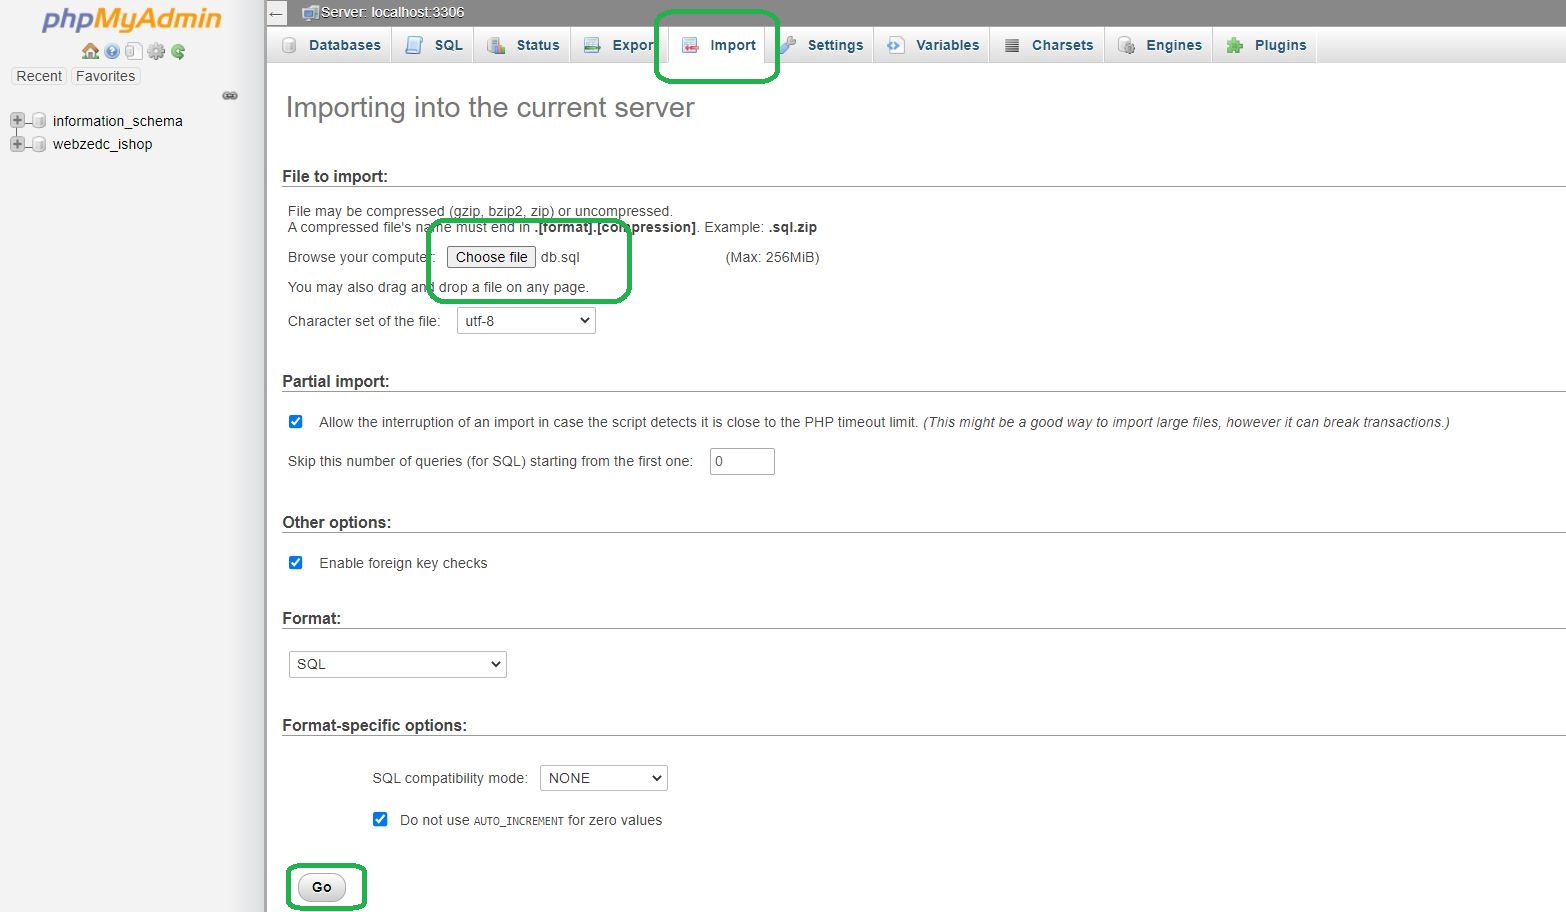 phpMyAdmin
Recent Favorites
information_schema
webzedc_ishop
Server: localhost:3306
Databases SQL Status Export Import Settings Variables Charsets Engines Plugins
Importing into the current server
File to import:
File may be compressed (gzip, bzip2, zip) or uncompressed.
A compressed file's name must end in .[format].[compression]. Example: .sql.zip
Browse your computer: Choose file db.sql (Max: 256MiB)
You may also drag and drop a file on any page.
Character set of the file: utf-8
Partial import:
Allow the interruption of an import in case the script detects it is close to the PHP timeout limit. (This might be a good way to import large files, however it can break transactions.)
Skip this number of queries (for SQL) starting from the first one: 0
Other options:
Enable foreign key checks
Format:
SQL
Format-specific options:
SQL compatibility mode: NONE
Do not use AUTO_INCREMENT for zero values
Go